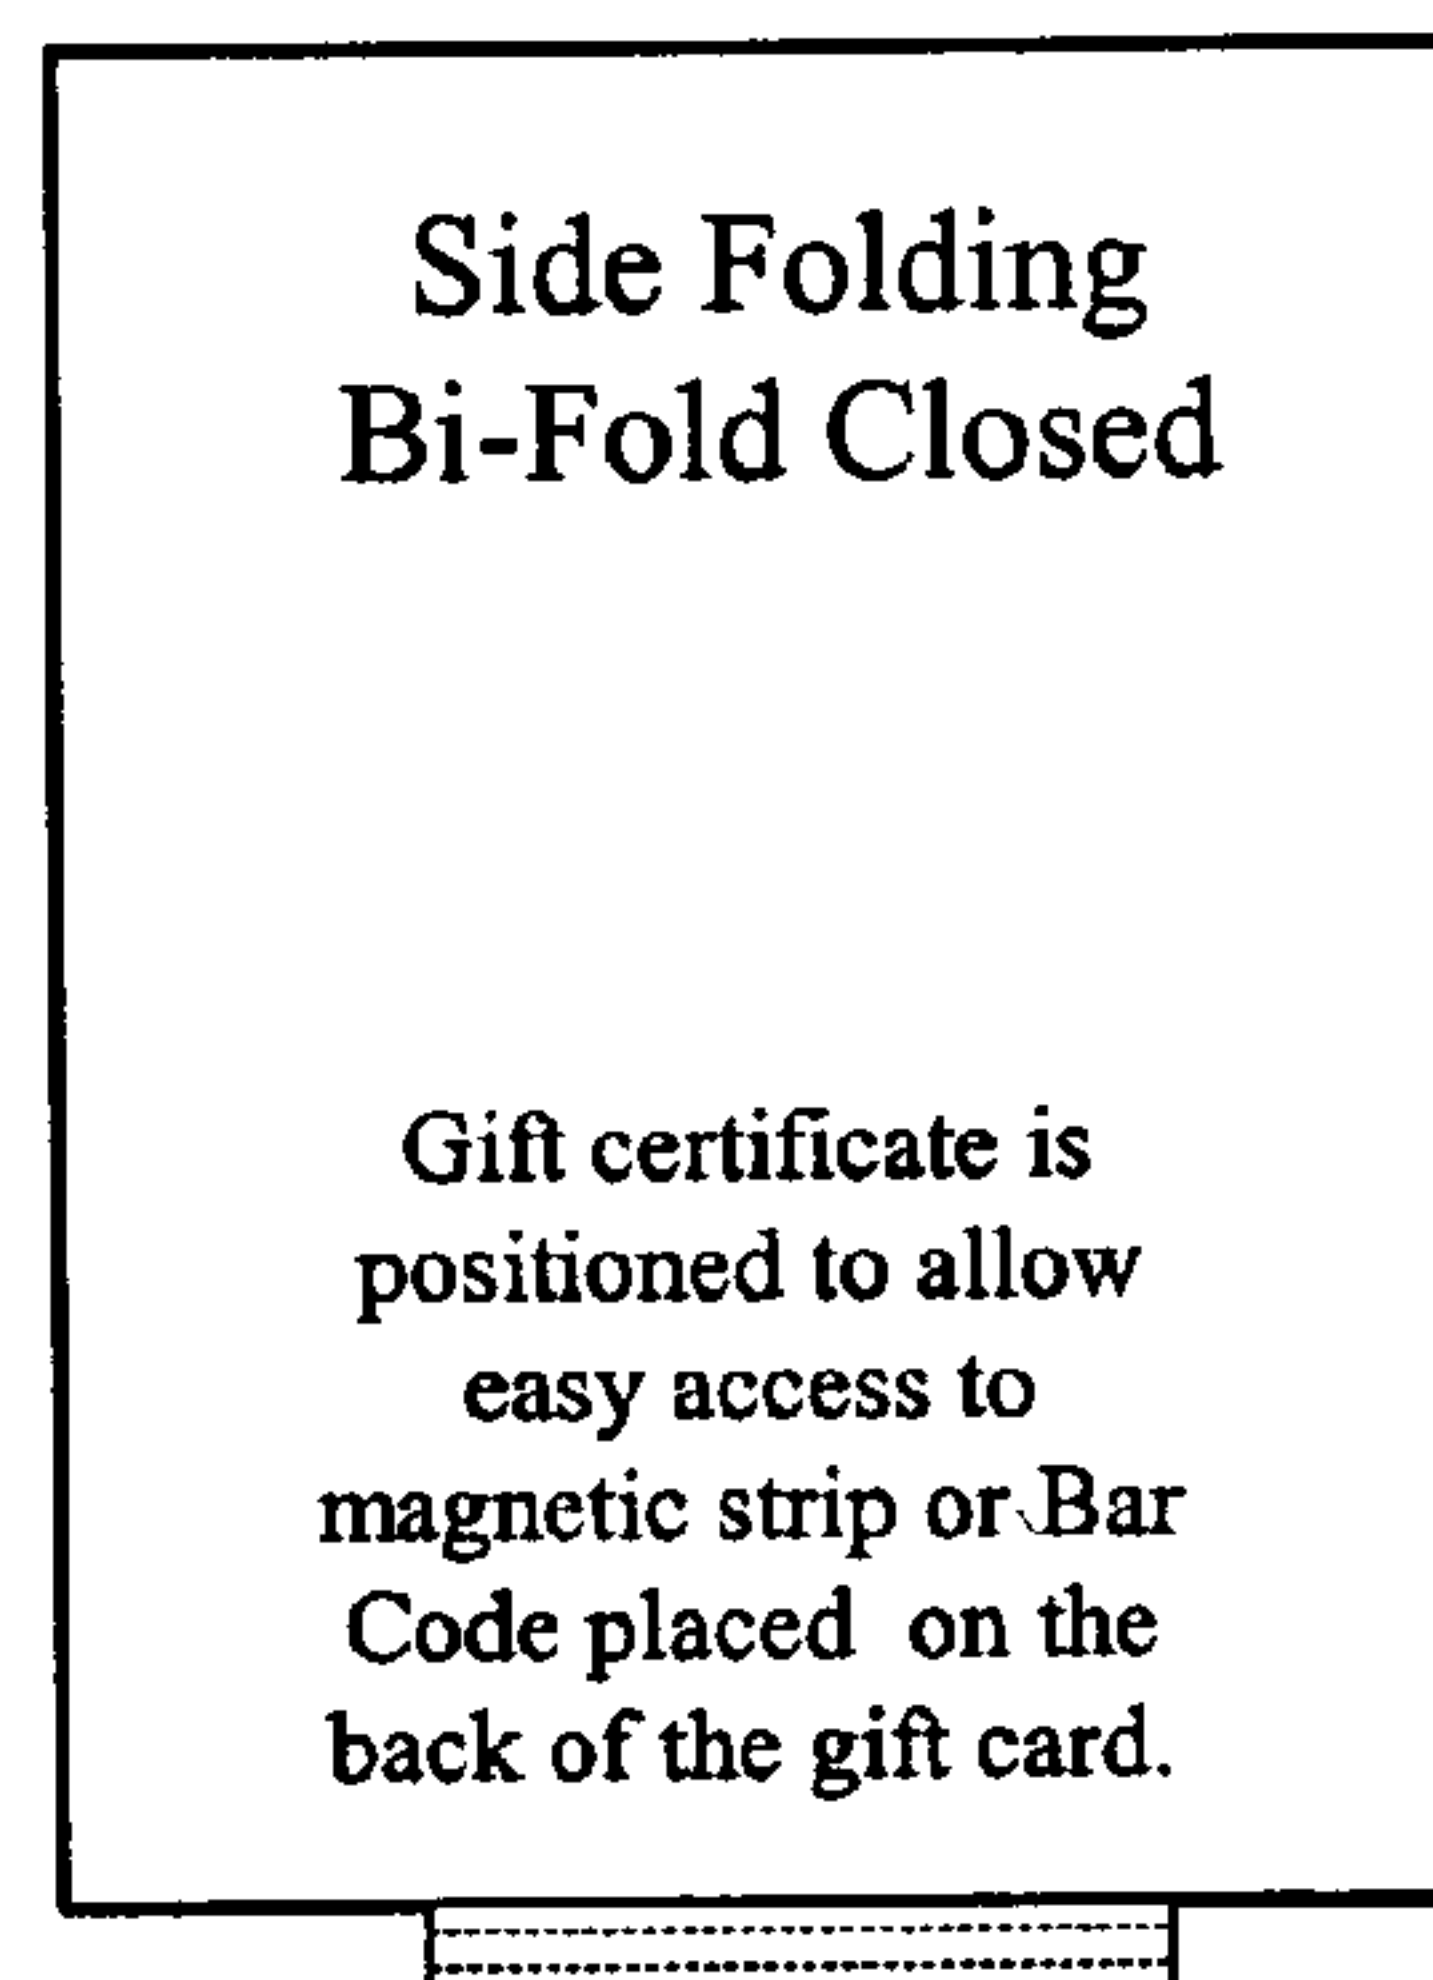 Side Folding
Bi-Fold Closed
Gift certificate is
positioned to allow
easy access to
magnetic strip or Bar
Code placed  on the
back of the gift card.